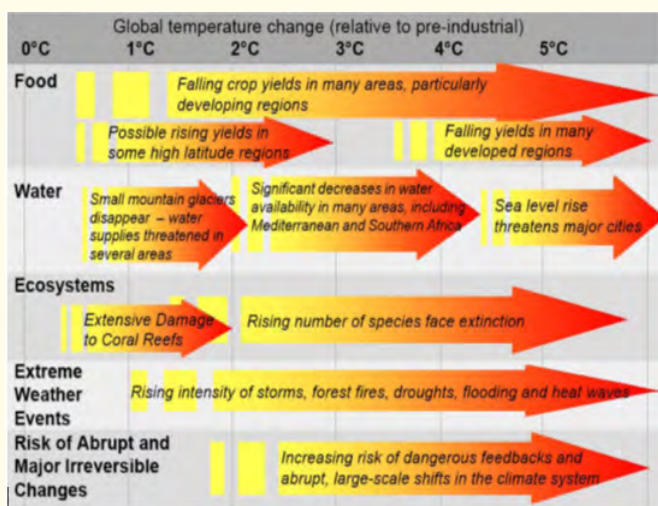 Global temperature change (relative to pre-industrial)
0°C 1°C 2°C 3°C 4°C 5°C
Food
Falling crop yields in many areas, particularly
developing regions
Possible rising yields in
some high latitude regions
Falling yields in many
developed regions
Water
Small mountain glaciers
disappear – water
supplies threatened in
several areas
Significant decreases in water
availability in many areas, including
Mediterranean and Southern Africa
Sea level rise
threatens major cities
Ecosystems
Extensive Damage
to Coral Reefs
Rising number of species face extinction
Extreme
Weather
Events
Rising intensity of storms, forest fires, droughts, flooding and heat waves
Risk of Abrupt and
Major Irreversible
Changes
Increasing risk of dangerous feedbacks and
abrupt, large-scale shifts in the climate system